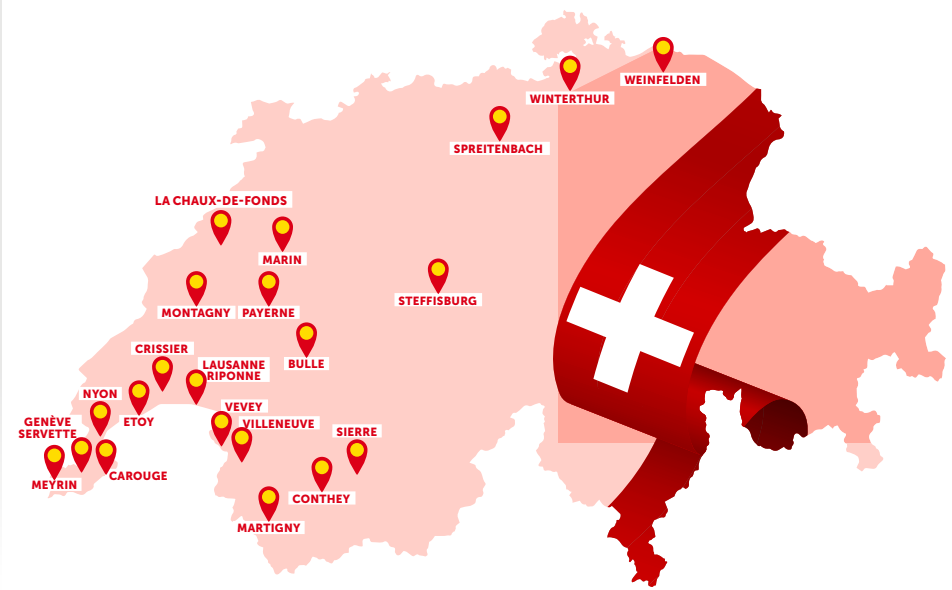 WEINFELDEN
WINTERTHUR
SPREITENBACH
LA CHAUX-DE-FONDS
MARIN
STEFFISBURG
MONTAGNY
PAYERNE
CRISSIER
LAUSANNE
RIPONNE
BULLE
NYON
ETOY
VEVEY
GENÈVE
SERVETTE
VILLENEUVE
SIERRE
CAROUGE
MEYRIN
CONTHEY
MARTIGNY